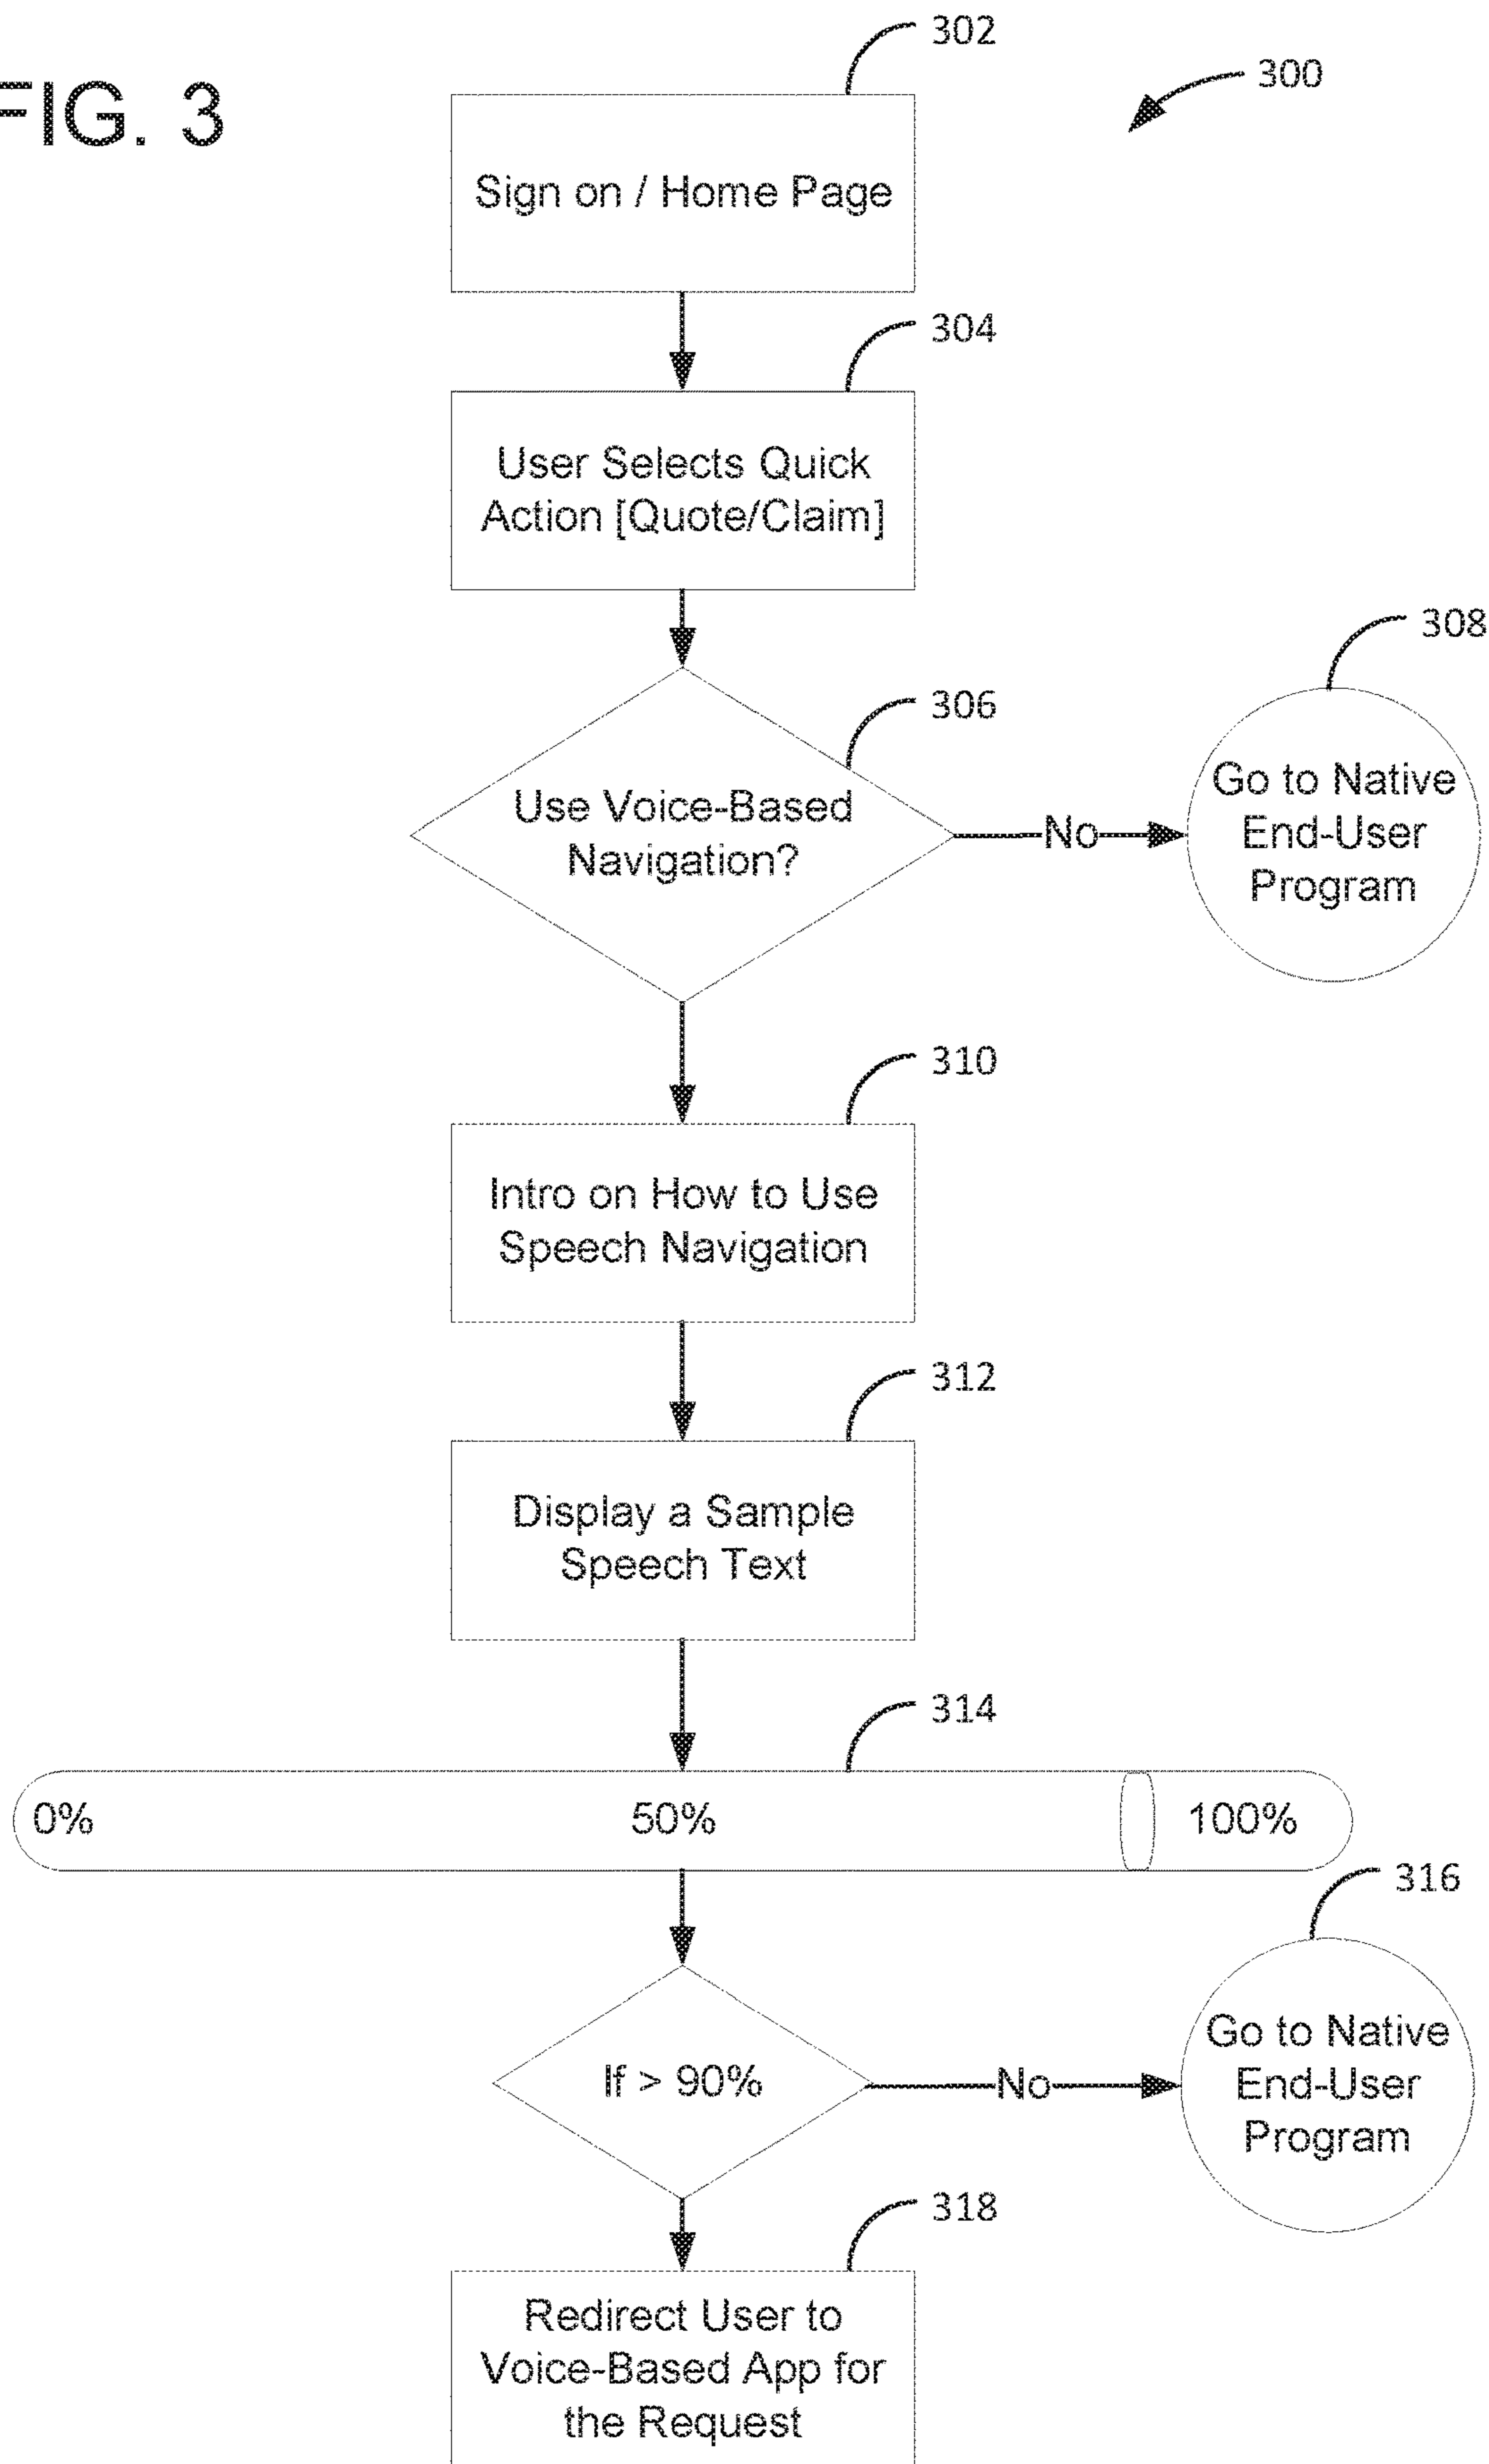 302
300
FIG. 3
Sign on / Home Page
304
User Selects Quick
Action [Quote/Claim]
306
308
Use Voice-Based
Navigation?
No
Go to Native
End-User
Program
310
Intro on How to Use
Speech Navigation
312
Display a Sample
Speech Text
314
0% 50% 100%
316
If > 90%
No
Go to Native
End-User
Program
318
Redirect User to
Voice-Based App for
the Request